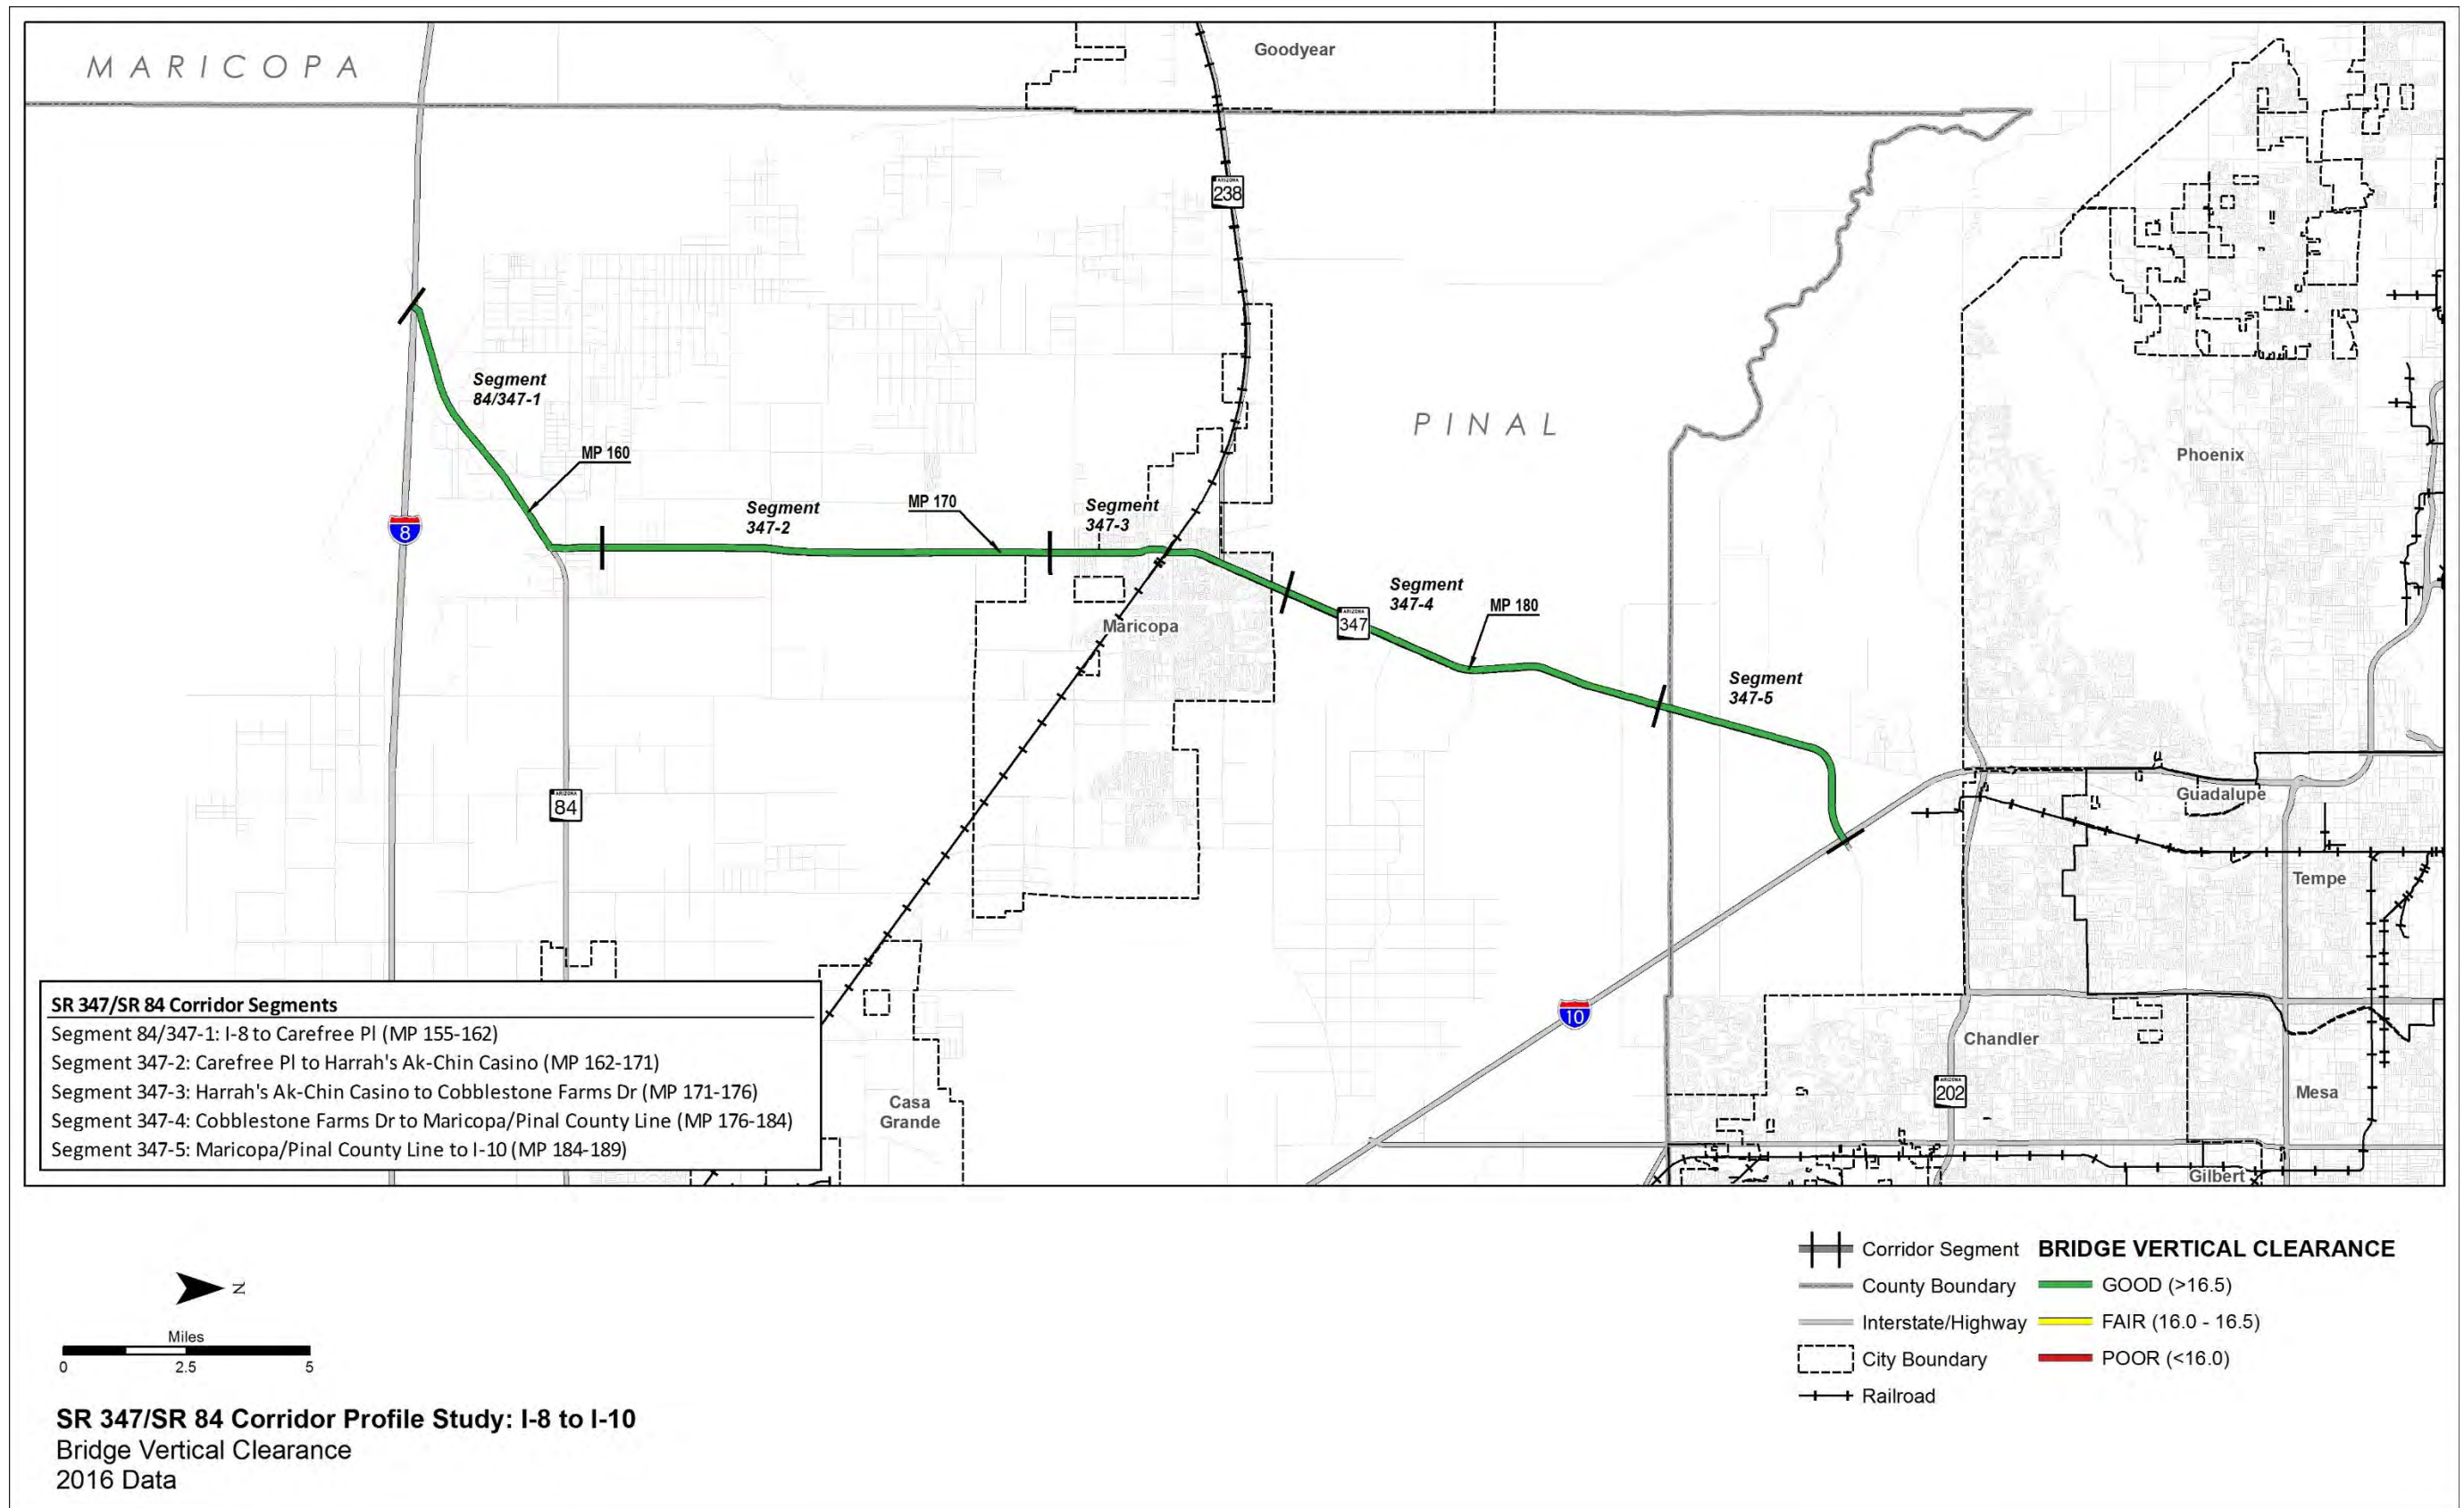 MARICOPA
Goodyear
ARIZONA
238
Segment
84/347-1
PINAL
Phoenix
MP 160
Segment
347-2
MP 170
Segment
347-3
8
Segment
347-4
MP 180
ARIZONA
347
Maricopa
Segment
347-5
ARIZONA
84
Guadalupe
Tempe
10
Chandler
ARIZONA
202
Mesa
Casa
Grande
Gilbert
SR 347/SR 84 Corridor Segments
Segment 84/347-1: I-8 to Carefree Pl (MP 155-162)
Segment 347-2: Carefree Pl to Harrah's Ak-Chin Casino (MP 162-171)
Segment 347-3: Harrah's Ak-Chin Casino to Cobblestone Farms Dr (MP 171-176)
Segment 347-4: Cobblestone Farms Dr to Maricopa/Pinal County Line (MP 176-184)
Segment 347-5: Maricopa/Pinal County Line to I-10 (MP 184-189)
N
Miles
0 2.5 5
SR 347/SR 84 Corridor Profile Study: I-8 to I-10
Bridge Vertical Clearance
2016 Data
Corridor Segment
County Boundary
Interstate/Highway
City Boundary
Railroad
BRIDGE VERTICAL CLEARANCE
GOOD (>16.5)
FAIR (16.0 - 16.5)
POOR (<16.0)